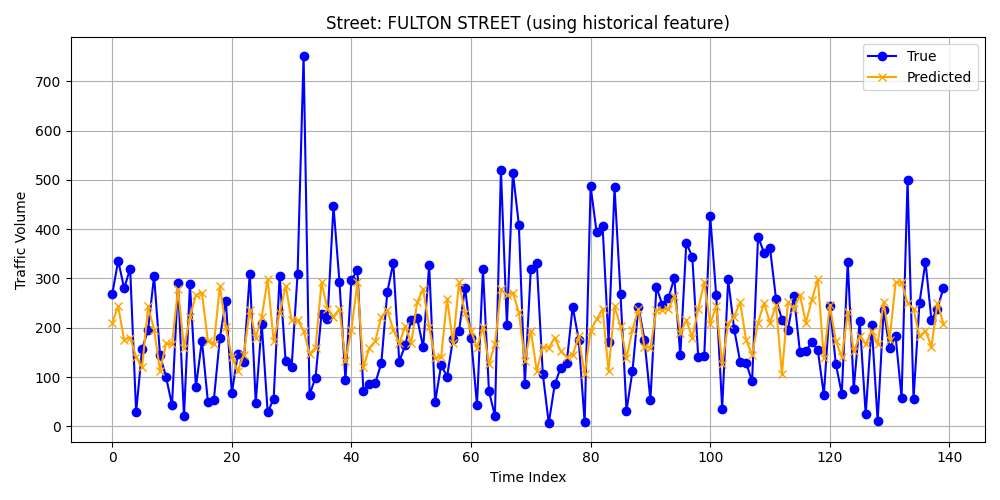 Street: FULTON STREET (using historical feature)
True
Predicted
Traffic Volume
700
600
500
400
300
200
100
0
0 20 40 60 80 100 120 140
Time Index